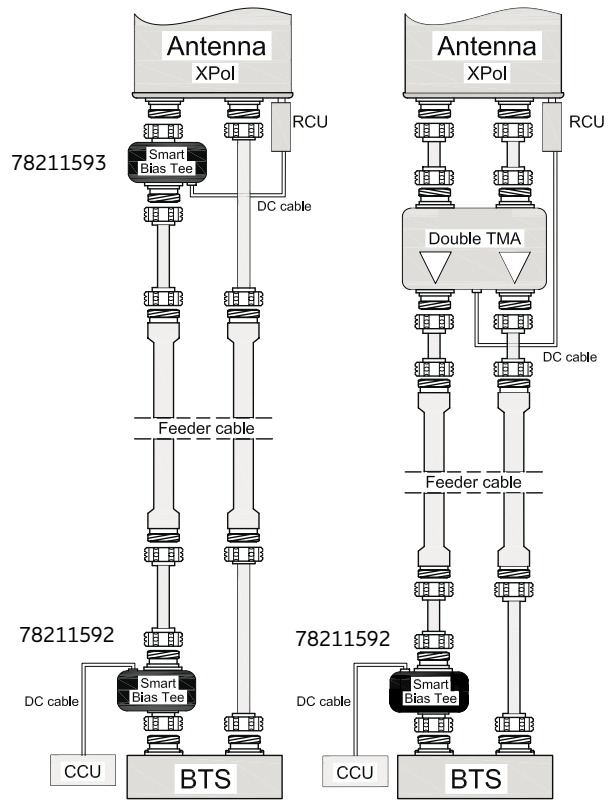 Antenna
XPol
RCU
78211593
Smart
Bias Tee
DC cable
Feeder cable
78211592
Smart
Bias Tee
DC cable
CCU
BTS
Antenna
XPol
RCU
Double TMA
DC cable
Feeder cable
78211592
Smart
Bias Tee
DC cable
CCU
BTS